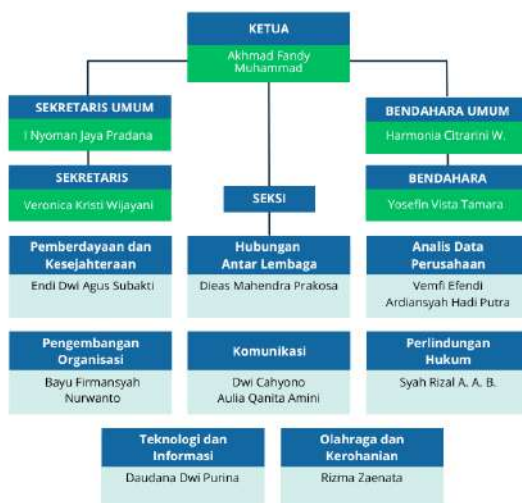 KETUA
Akhmad Fandy
Muhammad
SEKRETARIS UMUM
I Nyoman Jaya Pradana
BENDAHARA UMUM
Harmonia Citrarini W.
SEKRETARIS
Veronica Kristi Wijayani
BENDAHARA
Yosefin Vista Tamara
SEKSI
Pemberdayaan dan
Kesejahteraan
Endi Dwi Agus Subakti
Hubungan
Antar Lembaga
Dieas Mahendra Prakosa
Analis Data
Perusahaan
Vemfi Efendi
Ardiansyah Hadi Putra
Pengembangan
Organisasi
Bayu Firmansyah
Nurwanto
Komunikasi
Dwi Cahyono
Aulia Qanita Amini
Perlindungan
Hukum
Syah Rizal A. A. B.
Teknologi dan
Informasi
Daudana Dwi Purina
Olahraga dan
Kerohanian
Rizma Zaenata